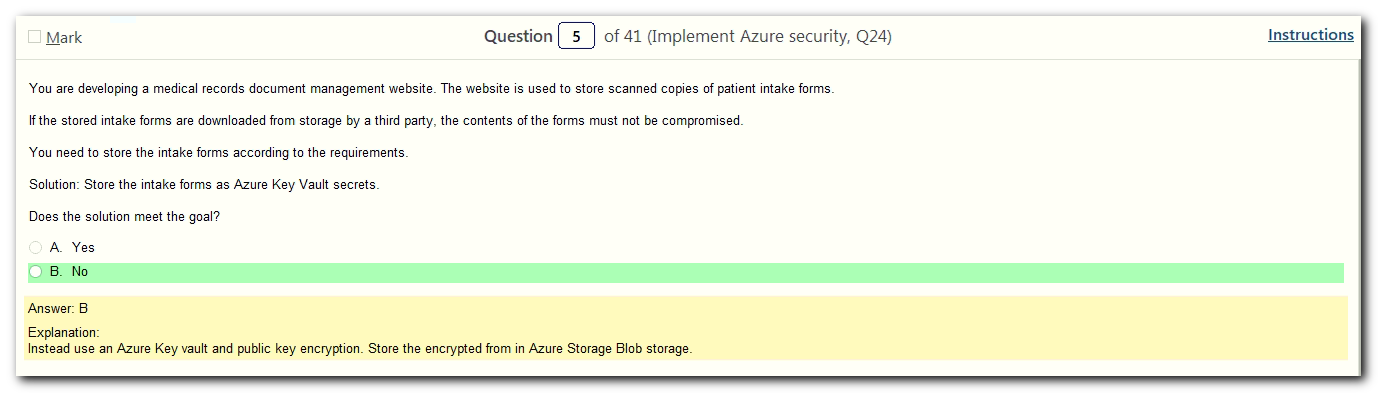 Mark Question 5 of 41 (Implement Azure security, Q24) Instructions
You are developing a medical records document management website. The website is used to store scanned copies of patient intake forms.
If the stored intake forms are downloaded from storage by a third party, the contents of the forms must not be compromised.
You need to store the intake forms according to the requirements.
Solution: Store the intake forms as Azure Key Vault secrets.
Does the solution meet the goal?
A. Yes
B. No
Answer: B
Explanation:
Instead use an Azure Key vault and public key encryption. Store the encrypted from in Azure Storage Blob storage.